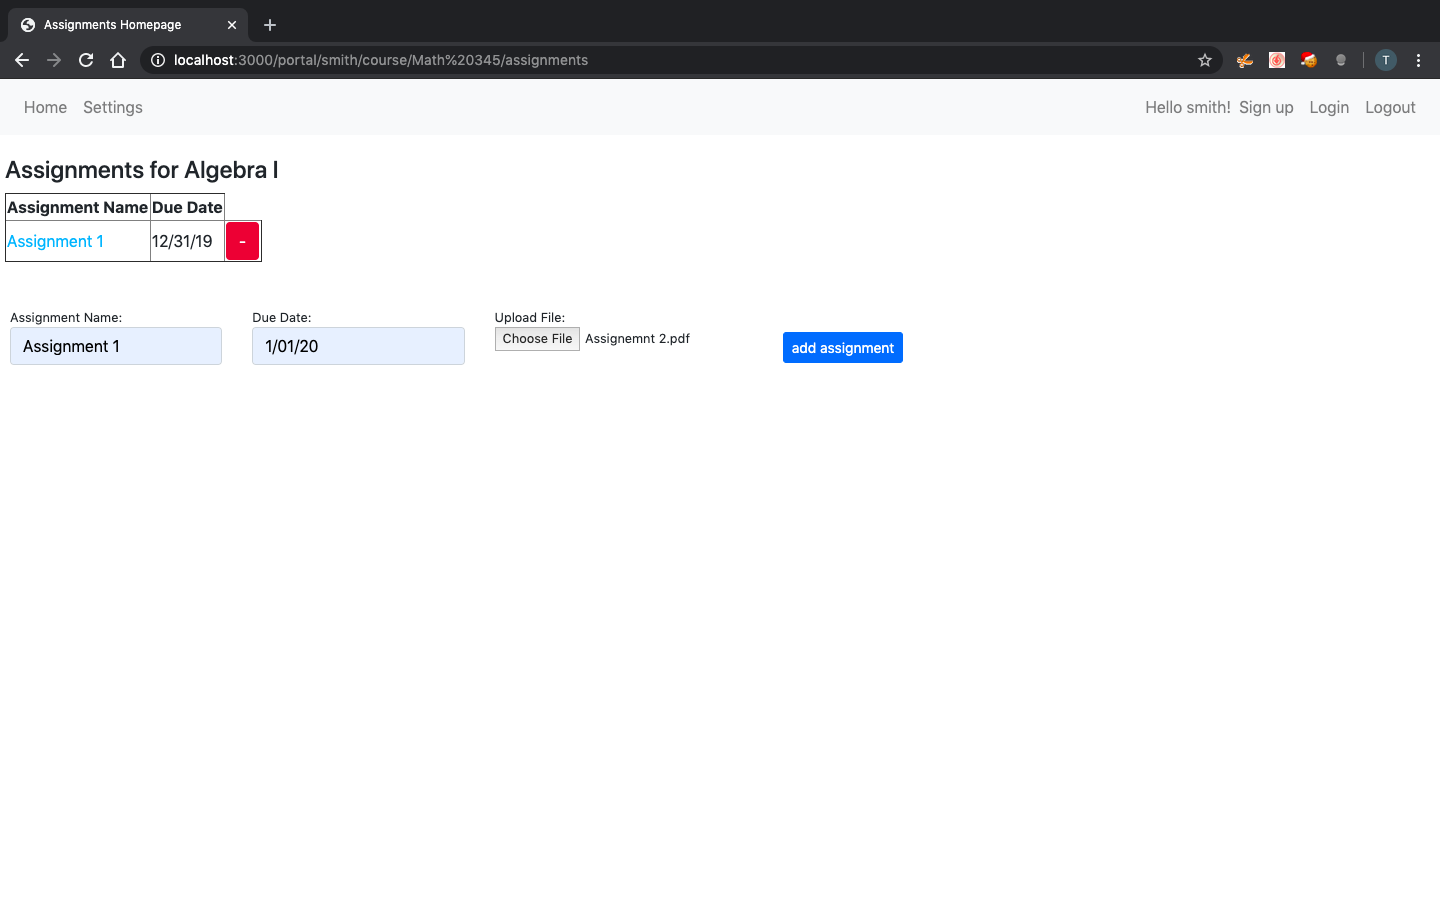 Assignments Homepage
localhost:3000/portal/smith/course/Math%20345/assignments
T
Home Settings Hello smith! Sign up Login Logout
Assignments for Algebra I
Assignment Name Due Date
Assignment 1 12/31/19 -
Assignment Name: Due Date: Upload File:
Assignment 1 1/01/20 Choose File Assignemnt 2.pdf add assignment